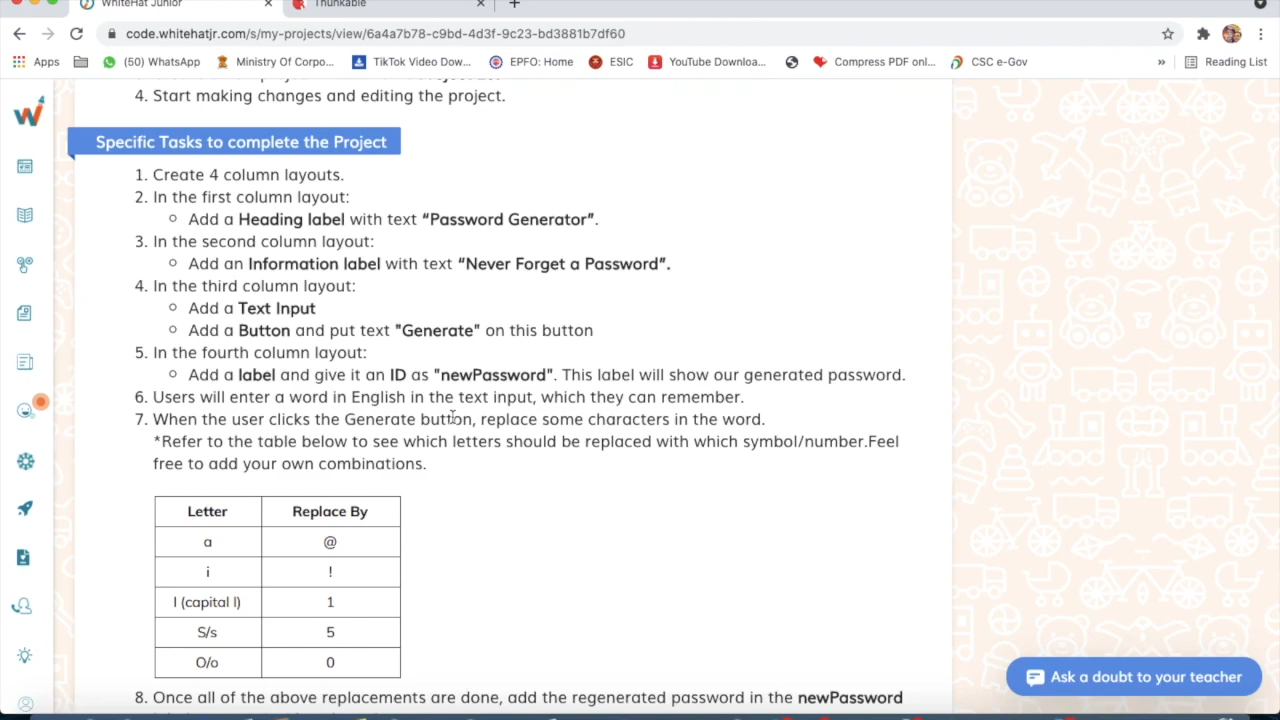 WhiteHat Junior
Thunkable
code.whitehatjr.com/s/my-projects/view/6a4a7b78-c9bd-4d3f-9c23-bd3881b7df60
Apps (50) WhatsApp Ministry Of Corpo... TikTok Video Dow... EPFO: Home ESIC YouTube Downloa... Compress PDF onl... CSC e-Gov » Reading List
4. Start making changes and editing the project.
Specific Tasks to complete the Project
1. Create 4 column layouts.
2. In the first column layout:
Add a Heading label with text “Password Generator”.
3. In the second column layout:
Add an Information label with text “Never Forget a Password”.
4. In the third column layout:
Add a Text Input
Add a Button and put text "Generate" on this button
5. In the fourth column layout:
Add a label and give it an ID as "newPassword". This label will show our generated password.
6. Users will enter a word in English in the text input, which they can remember.
7. When the user clicks the Generate button, replace some characters in the word.
*Refer to the table below to see which letters should be replaced with which symbol/number.Feel
free to add your own combinations.
Letter Replace By
a @
i !
I (capital I) 1
S/s 5
O/o 0
8. Once all of the above replacements are done, add the regenerated password in the newPassword
Ask a doubt to your teacher